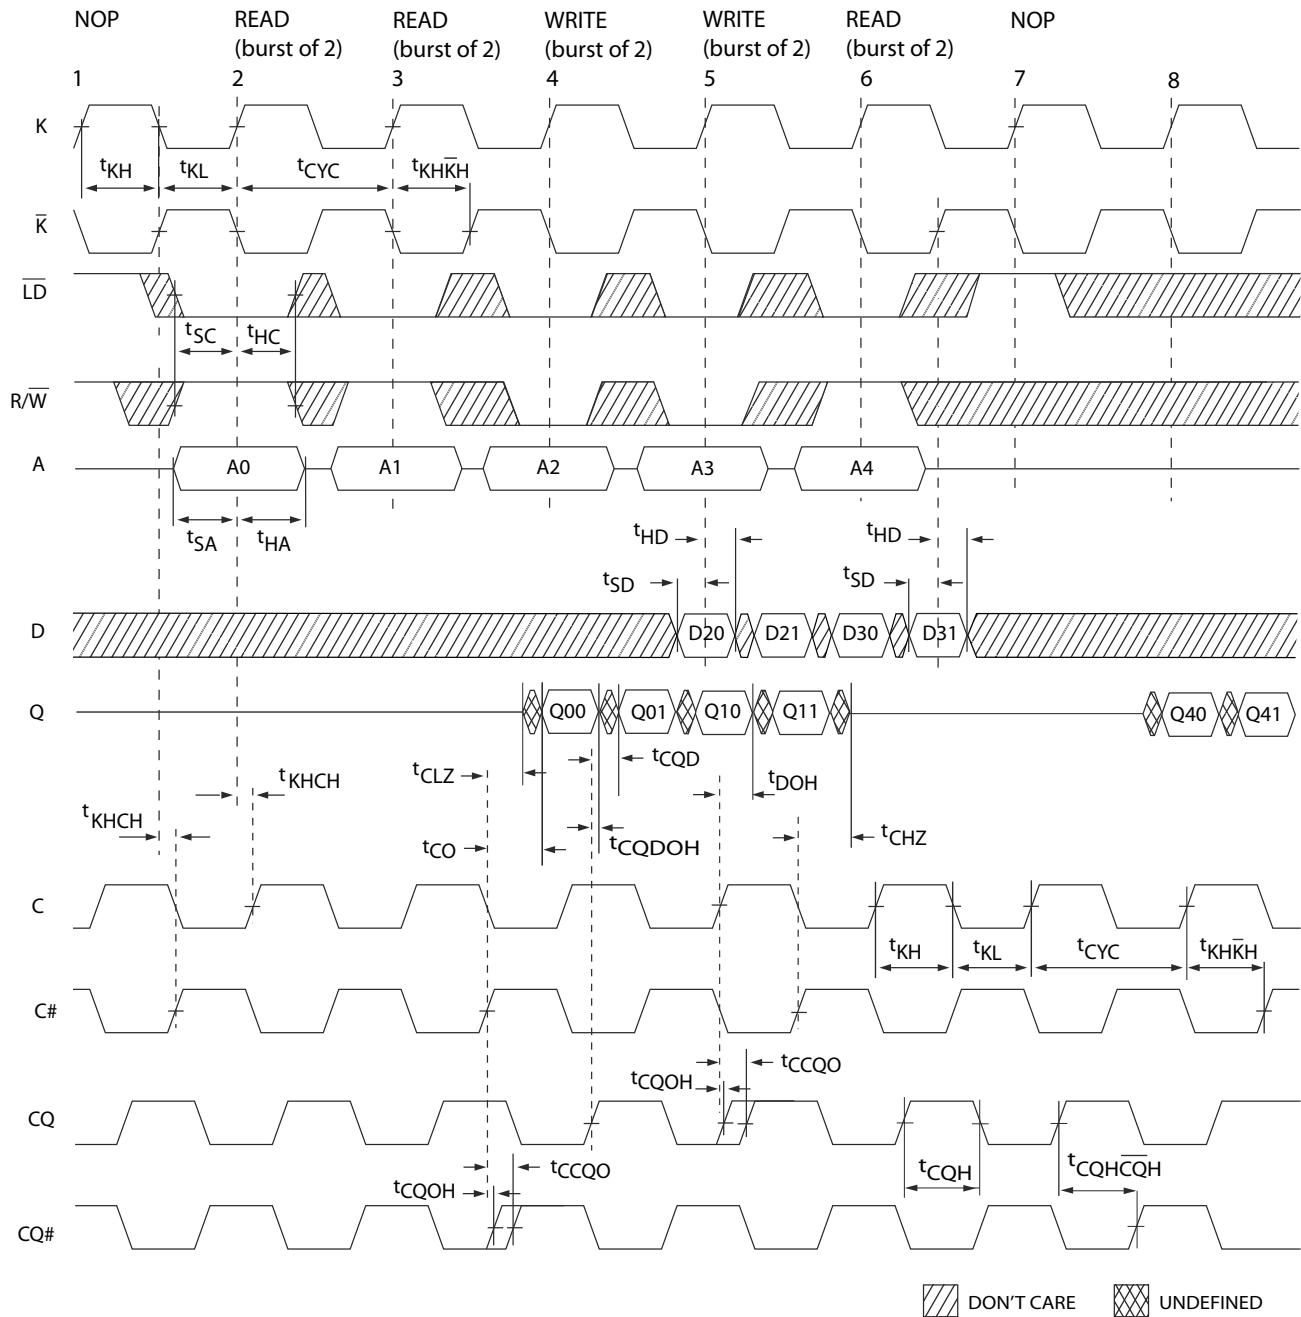 NOP READ READ WRITE WRITE READ NOP
(burst of 2) (burst of 2) (burst of 2) (burst of 2) (burst of 2)
1 2 3 4 5 6 7 8
K
tKH tKL tCYC tKHK̅H
K̅
L̅D̅
tSC tHC
R/W̅
A A0 A1 A2 A3 A4
tSA tHA tHD tHD
tSD tSD
D D20 D21 D30 D31
Q Q00 Q01 Q10 Q11 Q40 Q41
tCQD
tKHCH tCLZ tDOH
tKHCH
tCO tCQDOH tCHZ
C
tKH tKL tCYC tKHK̅H
C#
tCCQO
tCQOH
CQ
tCCQO tCQH tCQHC̅Q̅H
tCQOH
CQ#
DON'T CARE UNDEFINED